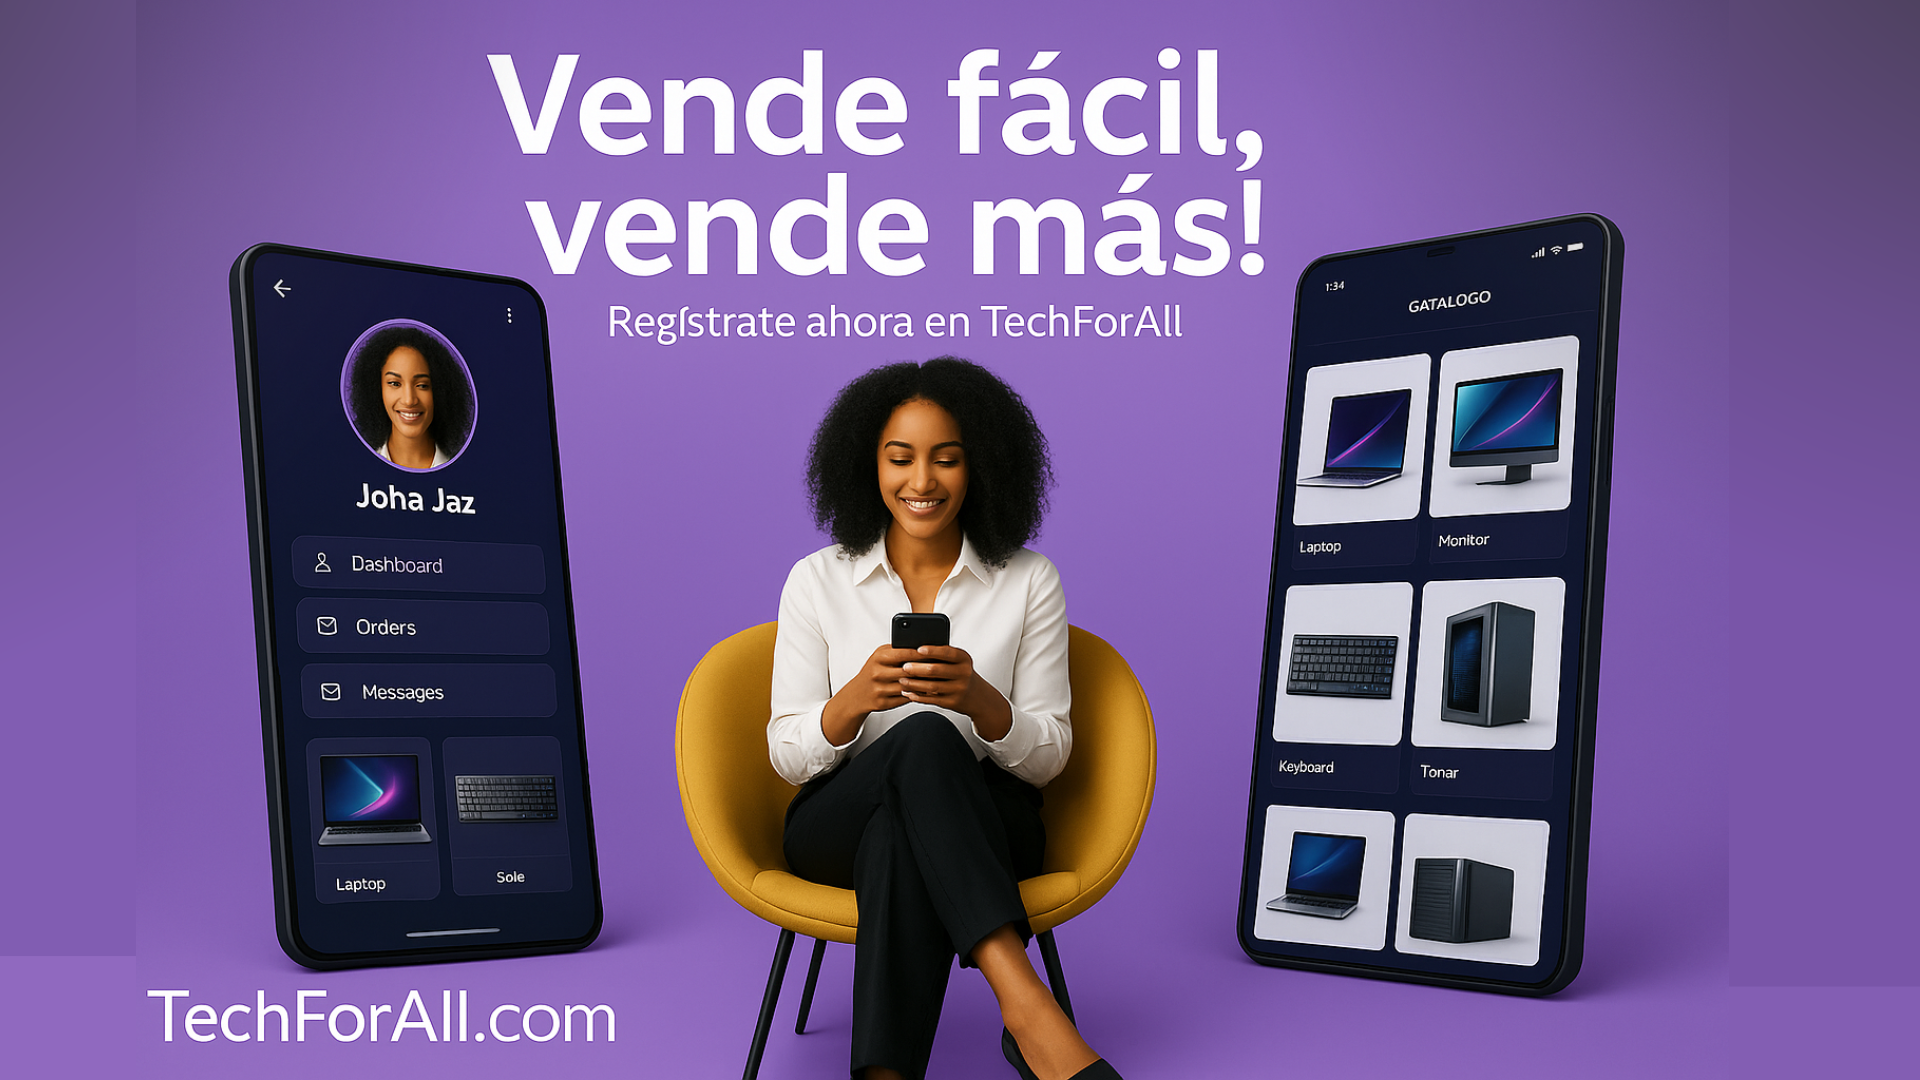 Vende fácil,
vende más!
Regístrate ahora en TechForAll
Joha Jaz
Dashboard
Orders
Messages
Laptop
Sole
1:34
GATALOGO
Laptop
Monitor
Keyboard
Tonar
TechForAll.com